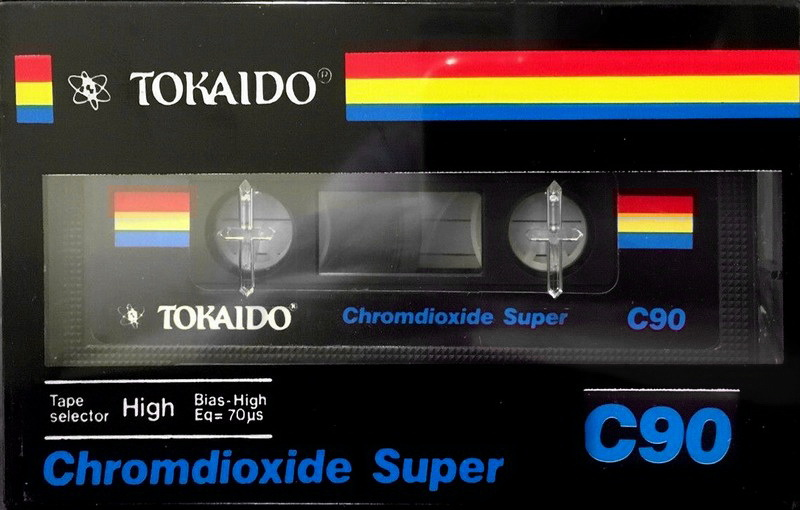 TOKAIDO®
TOKAIDO®
Chromdioxide Super
C90
Tape selector High Bias-High Eq=70µs
Chromdioxide Super
C90